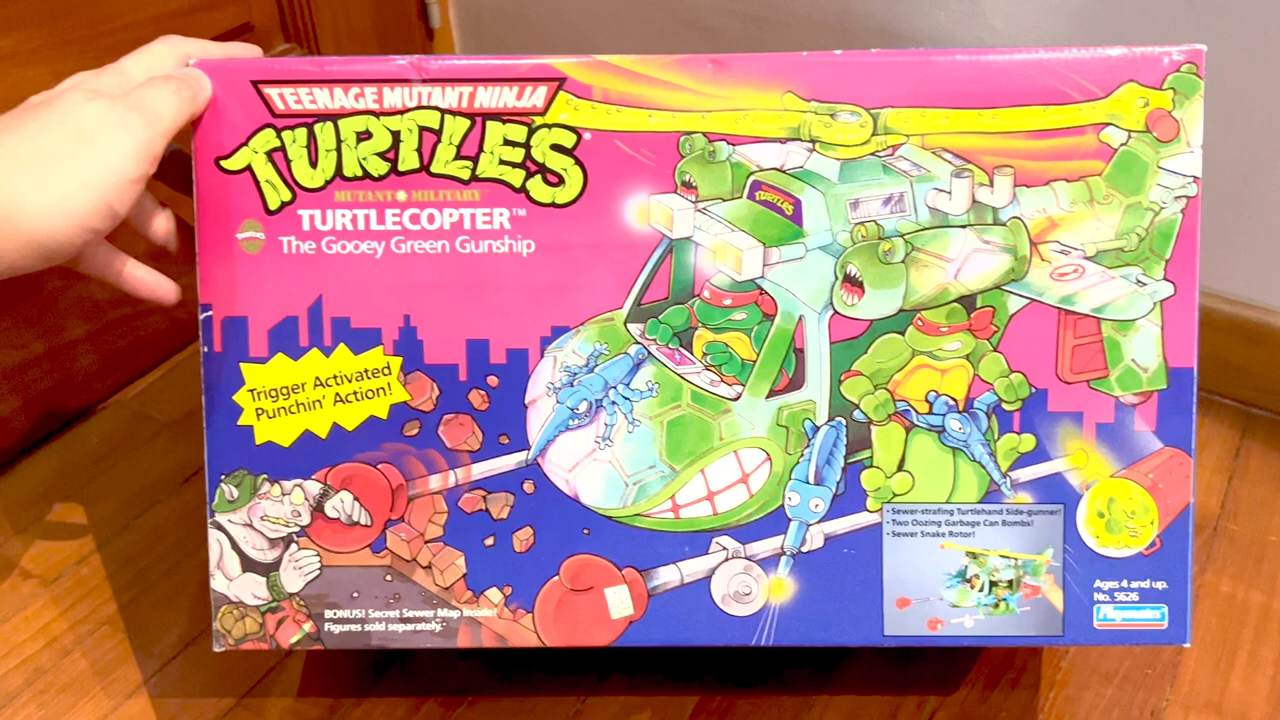 TEENAGE MUTANT NINJA
TURTLES
MUTANT MILITARY
TURTLECOPTER™
The Gooey Green Gunship
TURTLES
Trigger Activated
Punchin' Action!
BONUS! Secret Sewer Map Inside!
Figures sold separately.
• Sewer-strafing Turtlehand Side-gunner!
• Two Oozing Garbage Can Bombs!
• Sewer Snake Rotor!
Ages 4 and up.
No. 5626
Playmates